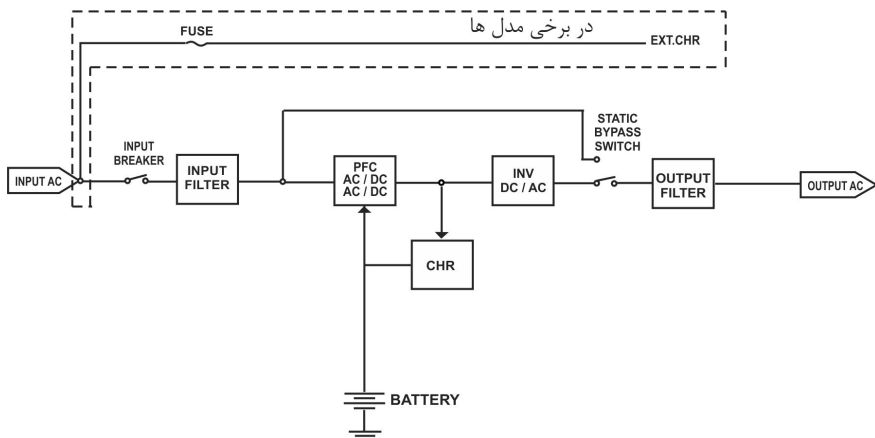 FUSE
در برخی مدل ها
EXT.CHR
INPUT
BREAKER
STATIC
BYPASS
SWITCH
INPUT AC
INPUT
FILTER
PFC
AC / DC
AC / DC
INV
DC / AC
OUTPUT
FILTER
OUTPUT AC
CHR
BATTERY